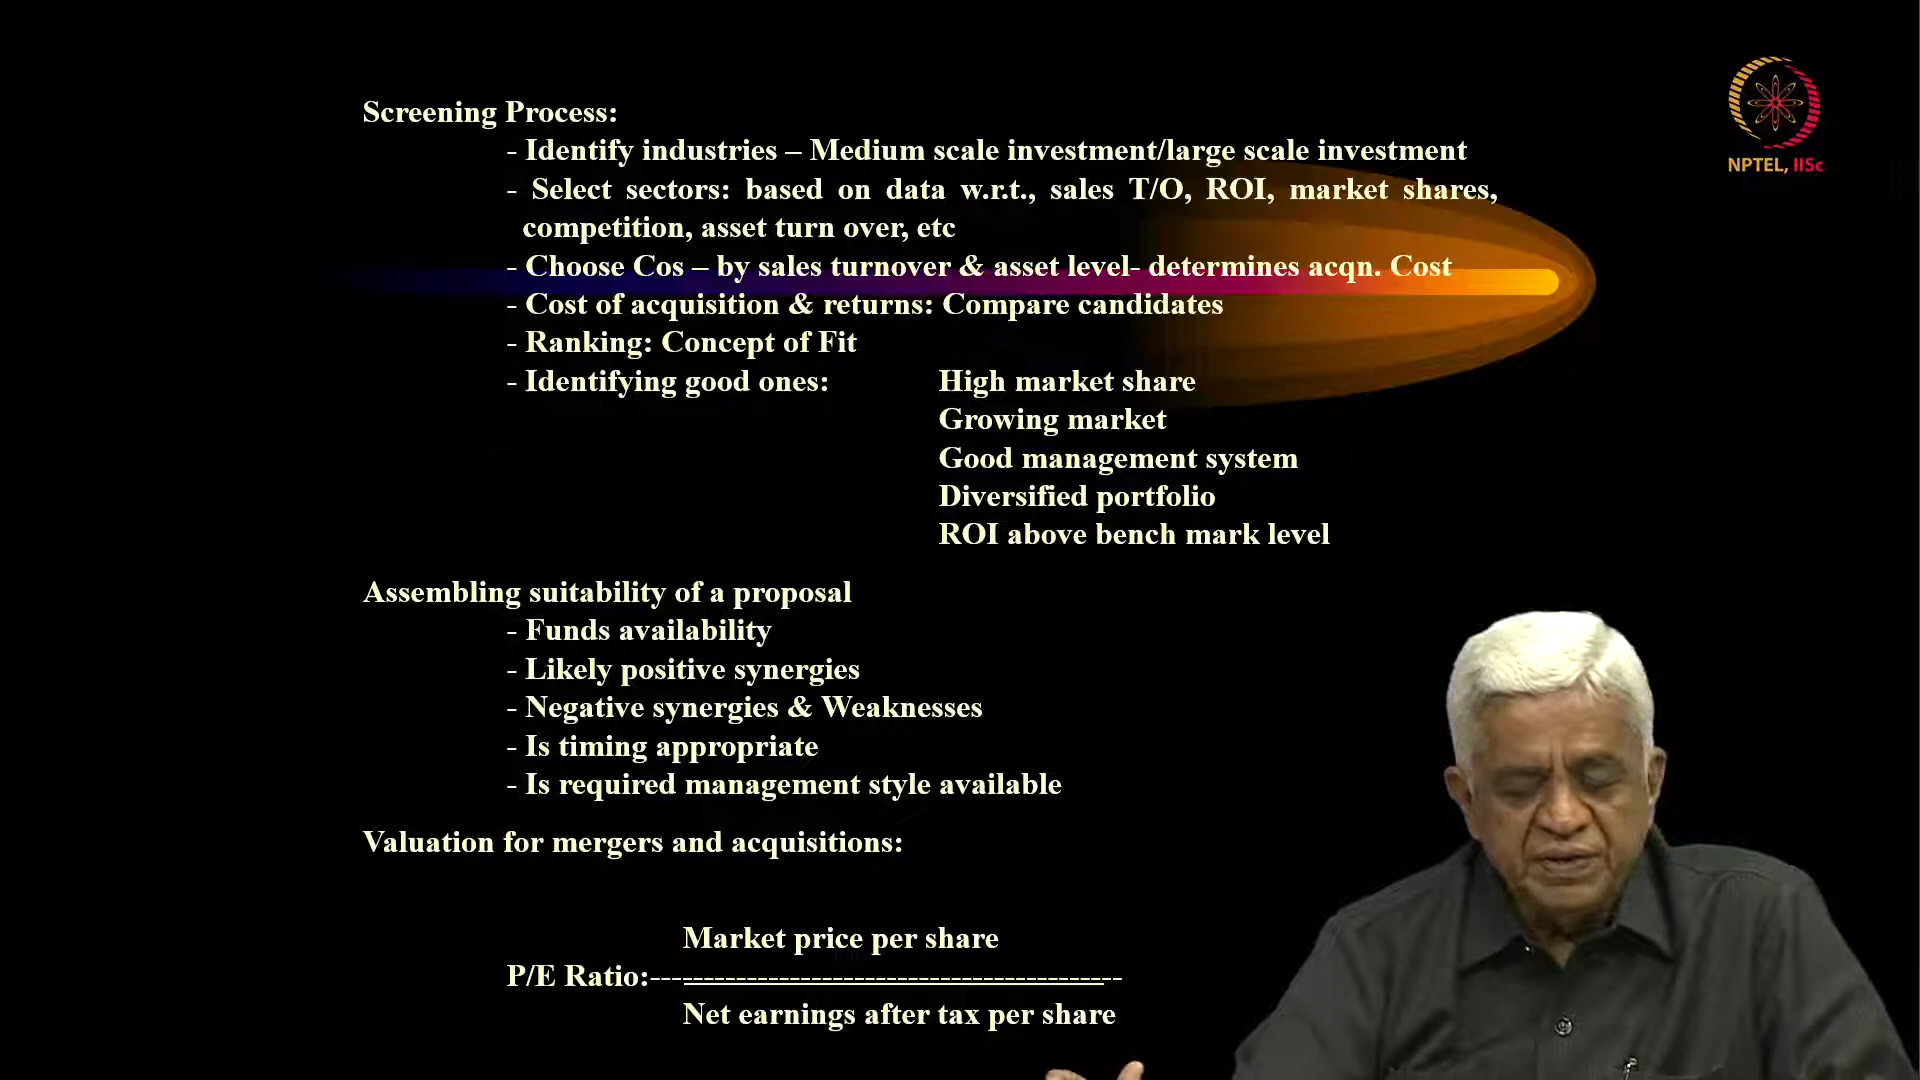 Screening Process:
- Identify industries – Medium scale investment/large scale investment
- Select sectors: based on data w.r.t., sales T/O, ROI, market shares,
competition, asset turn over, etc
- Choose Cos – by sales turnover & asset level- determines acqn. Cost
- Cost of acquisition & returns: Compare candidates
- Ranking: Concept of Fit
- Identifying good ones: High market share
Growing market
Good management system
Diversified portfolio
ROI above bench mark level
Assembling suitability of a proposal
- Funds availability
- Likely positive synergies
- Negative synergies & Weaknesses
- Is timing appropriate
- Is required management style available
Valuation for mergers and acquisitions:
Market price per share
P/E Ratio:--------------------------------------------
Net earnings after tax per share
NPTEL, IISc